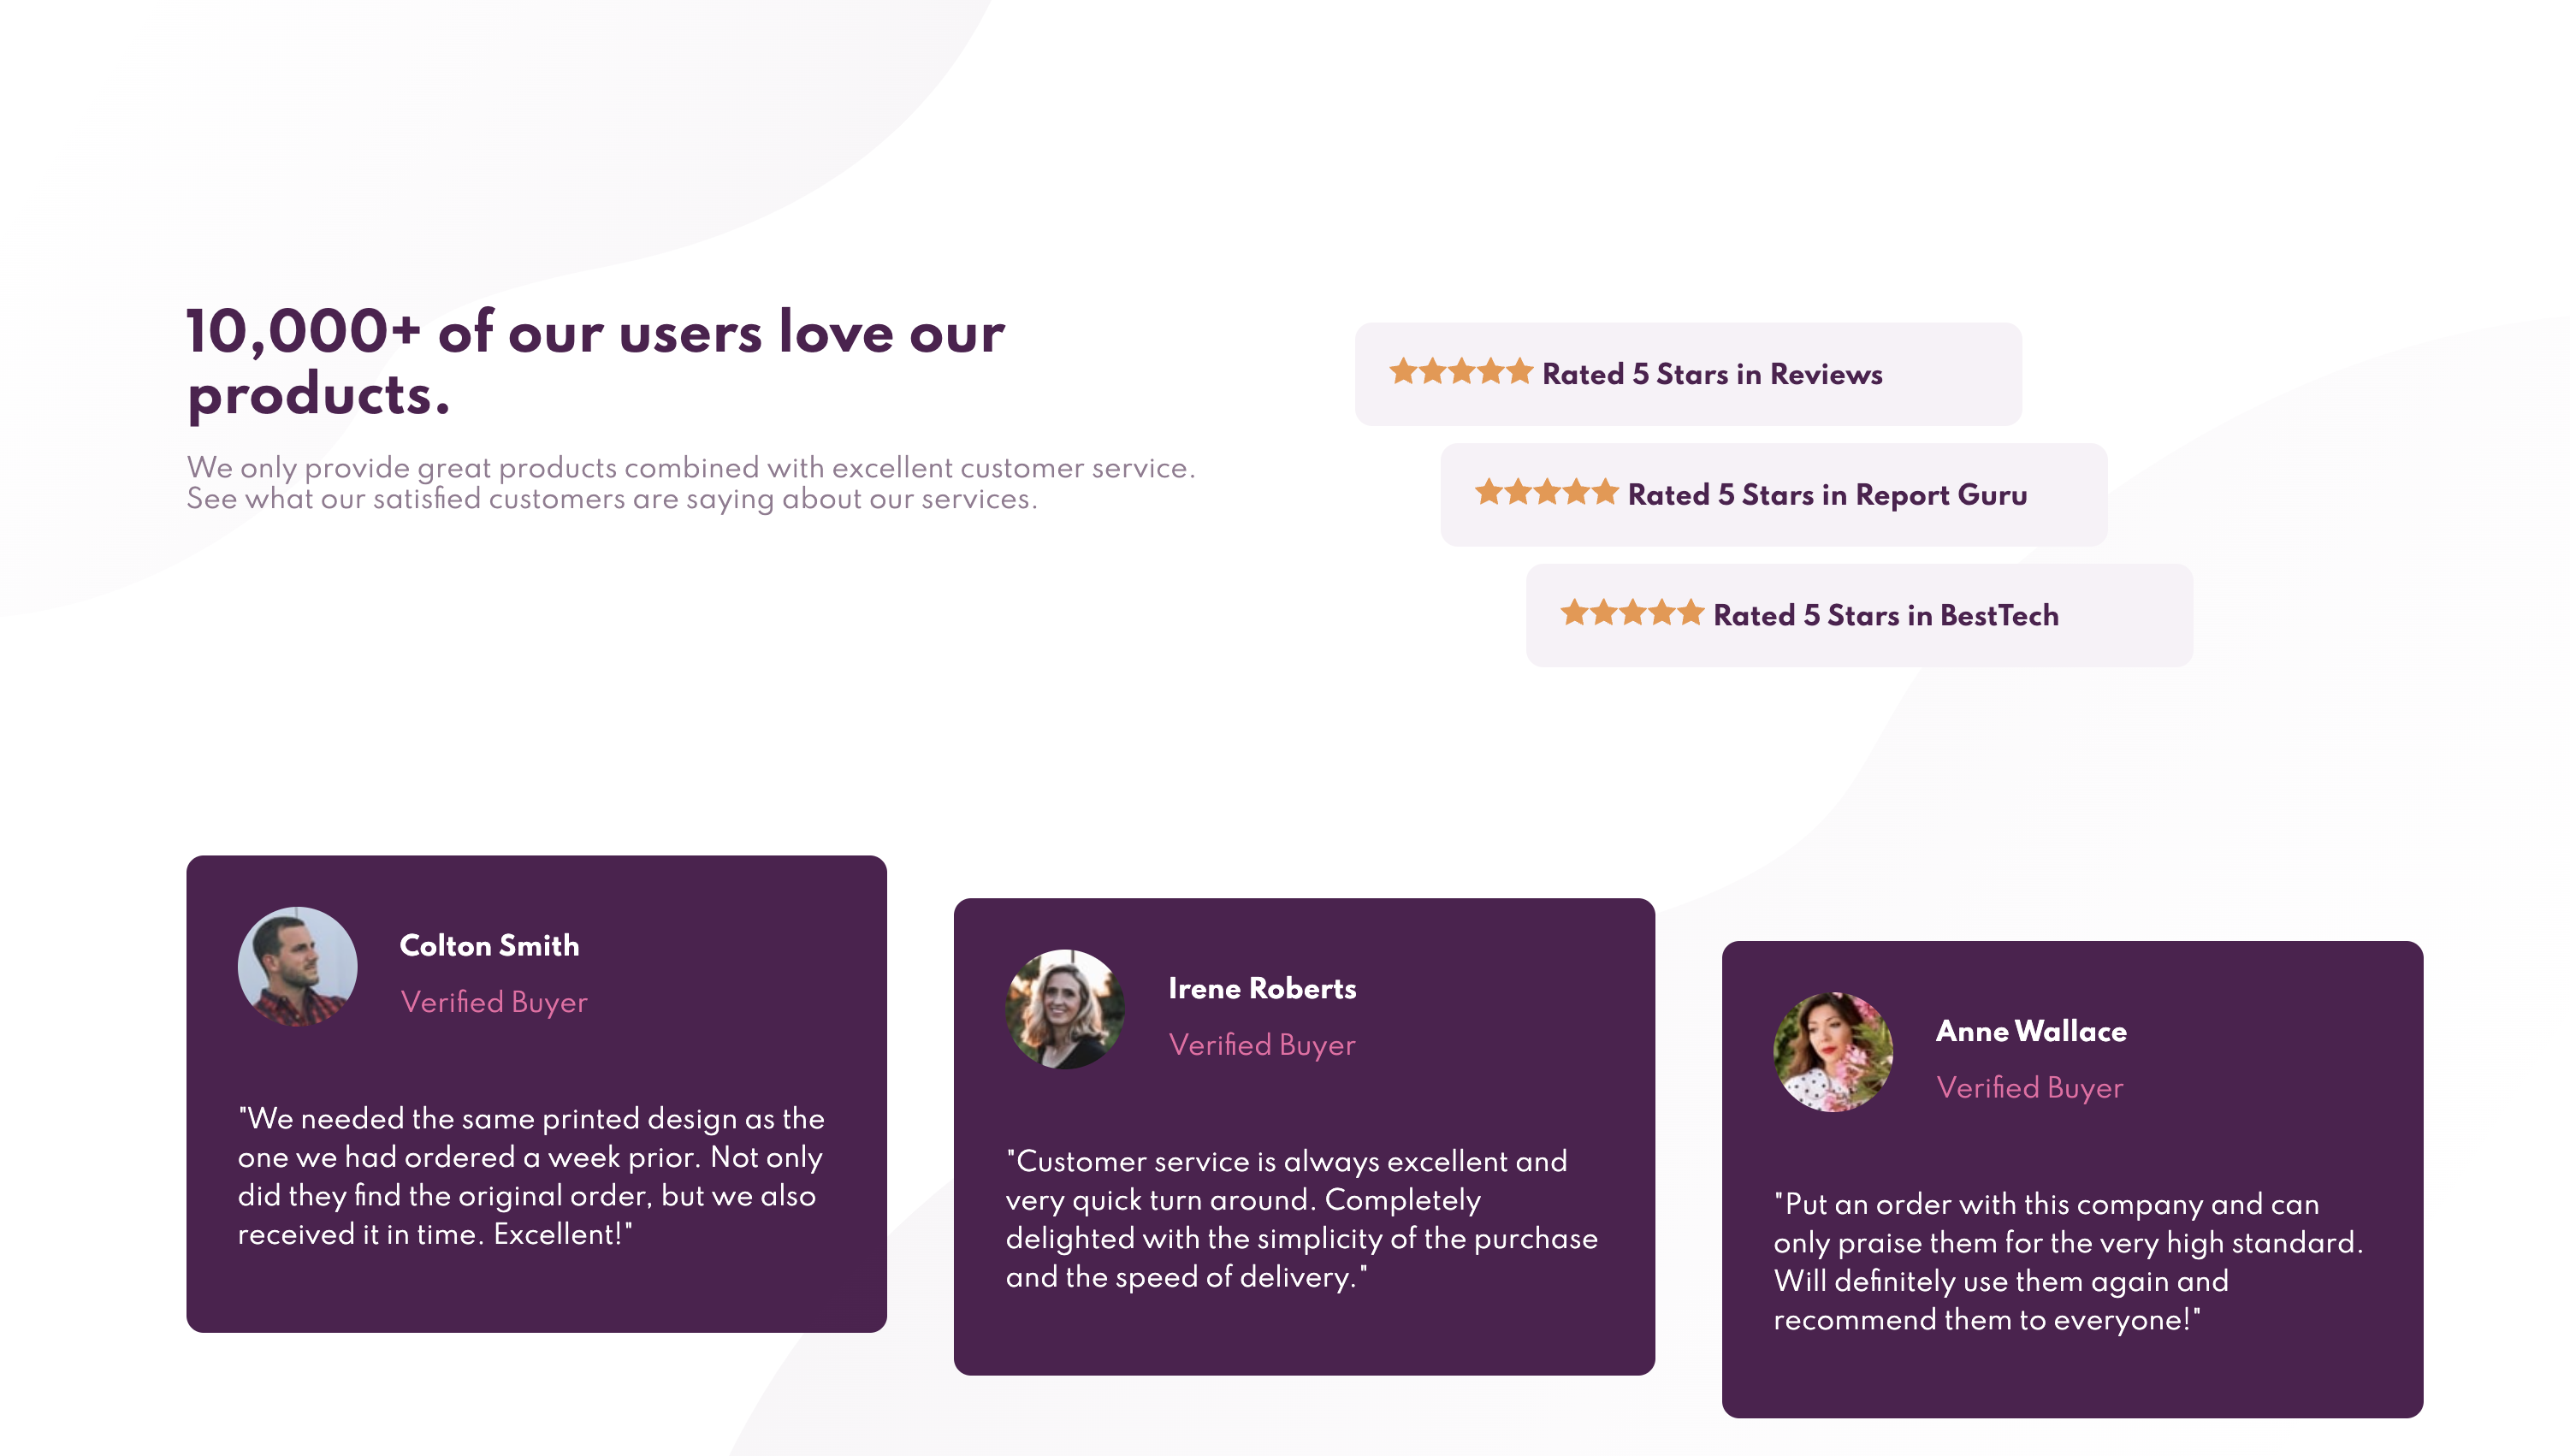 10,000+ of our users love our
products.
We only provide great products combined with excellent customer service.
See what our satisfied customers are saying about our services.
Rated 5 Stars in Reviews
Rated 5 Stars in Report Guru
Rated 5 Stars in BestTech
Colton Smith
Verified Buyer
"We needed the same printed design as the
one we had ordered a week prior. Not only
did they find the original order, but we also
received it in time. Excellent!"
Irene Roberts
Verified Buyer
"Customer service is always excellent and
very quick turn around. Completely
delighted with the simplicity of the purchase
and the speed of delivery."
Anne Wallace
Verified Buyer
"Put an order with this company and can
only praise them for the very high standard.
Will definitely use them again and
recommend them to everyone!"